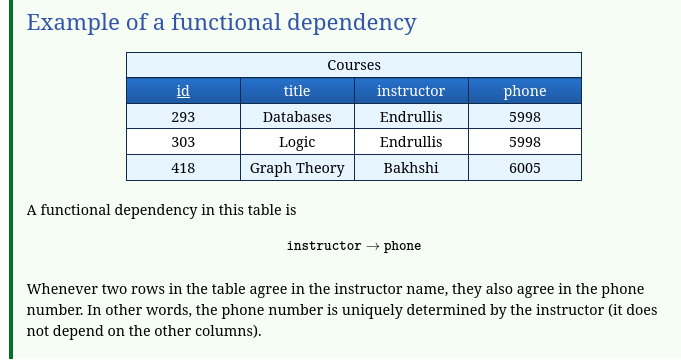 Example of a functional dependency
Courses
id title instructor phone
293 Databases Endrullis 5998
303 Logic Endrullis 5998
418 Graph Theory Bakhshi 6005
A functional dependency in this table is
instructor → phone
Whenever two rows in the table agree in the instructor name, they also agree in the phone
number. In other words, the phone number is uniquely determined by the instructor (it does
not depend on the other columns).